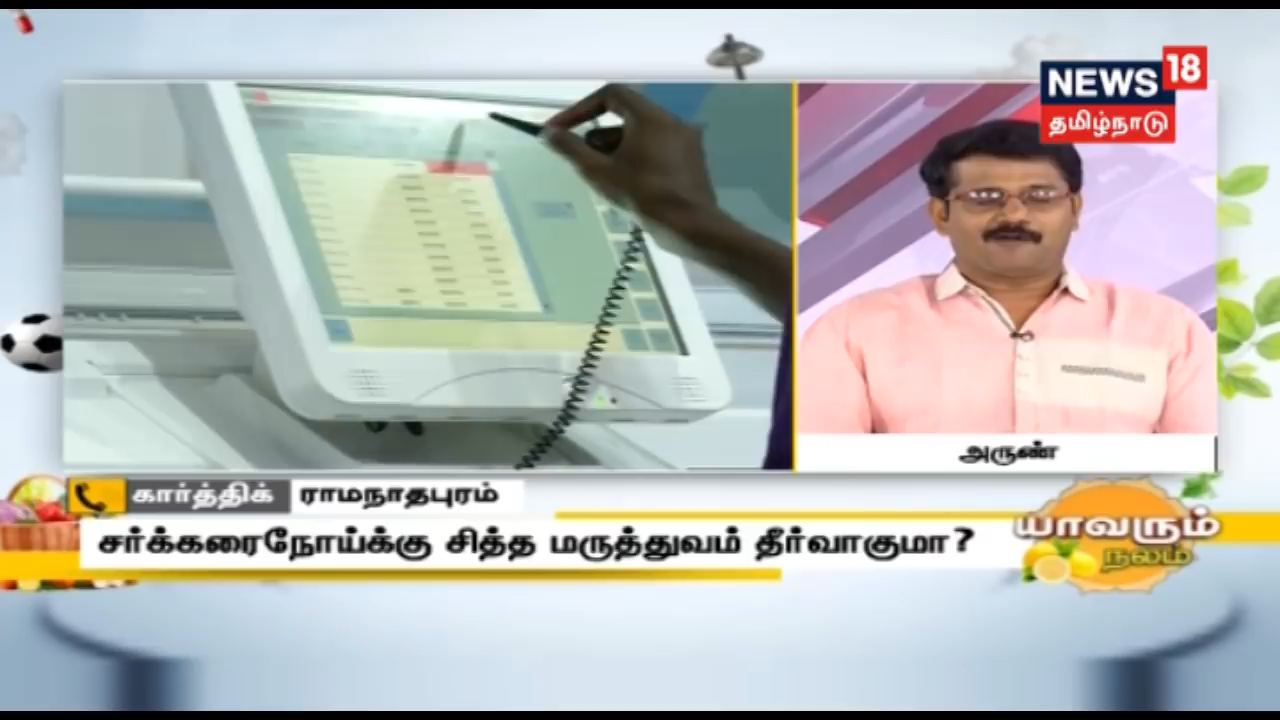 NEWS 18
தமிழ்நாடு
அருண்
கார்த்திக் ராமநாதபுரம்
சர்க்கரைநோய்க்கு சித்த மருத்துவம் தீர்வாகுமா?
யாவரும்
நலம்